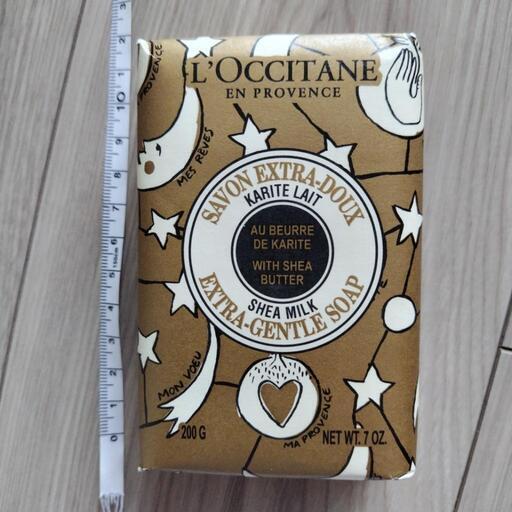 L'OCCITANE
EN PROVENCE
PROVENCE
MES RÊVES
SAVON EXTRA-DOUX
KARITE LAIT
AU BEURRE
DE KARITE
WITH SHEA
BUTTER
SHEA MILK
EXTRA-GENTLE SOAP
MON VOEU
MA PROVENCE
200 G
NET WT. 7 OZ.